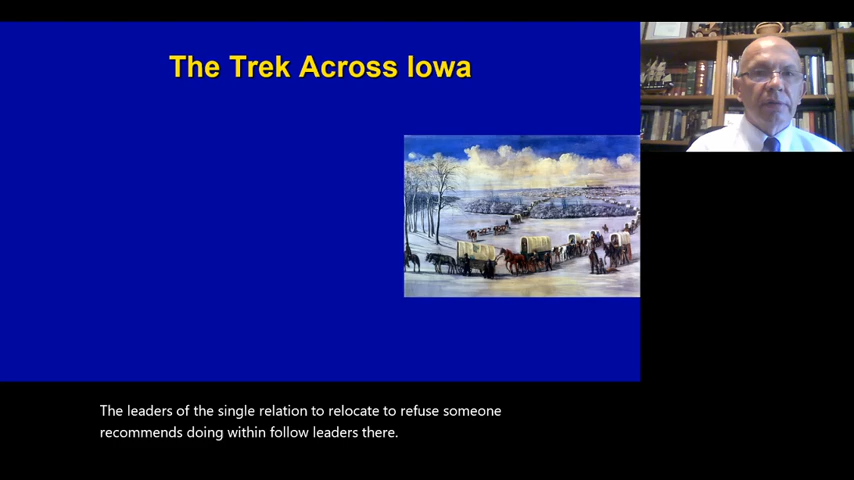 The Trek Across Iowa
The leaders of the single relation to relocate to refuse someone
recommends doing within follow leaders there.